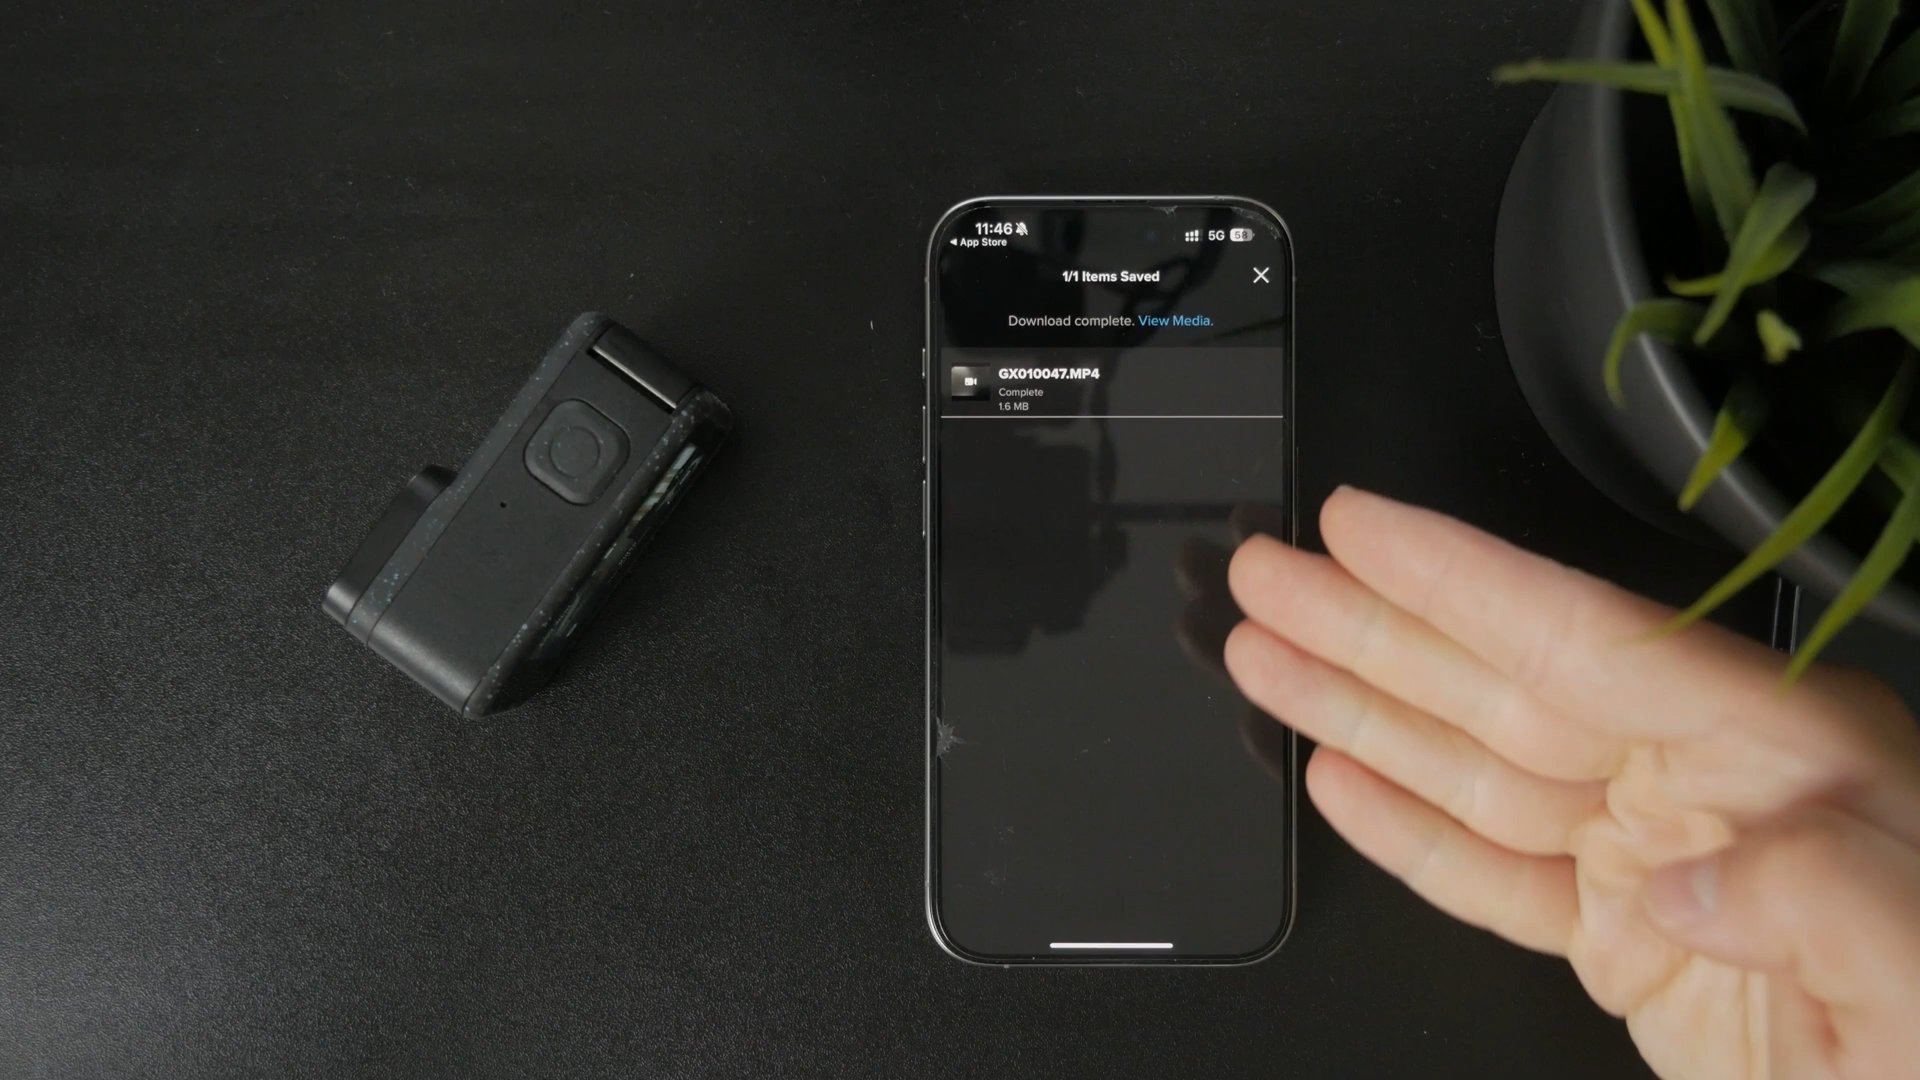 11:46
App Store
5G 58
1/1 Items Saved
Download complete. View Media.
GX010047.MP4
Complete
1.6 MB